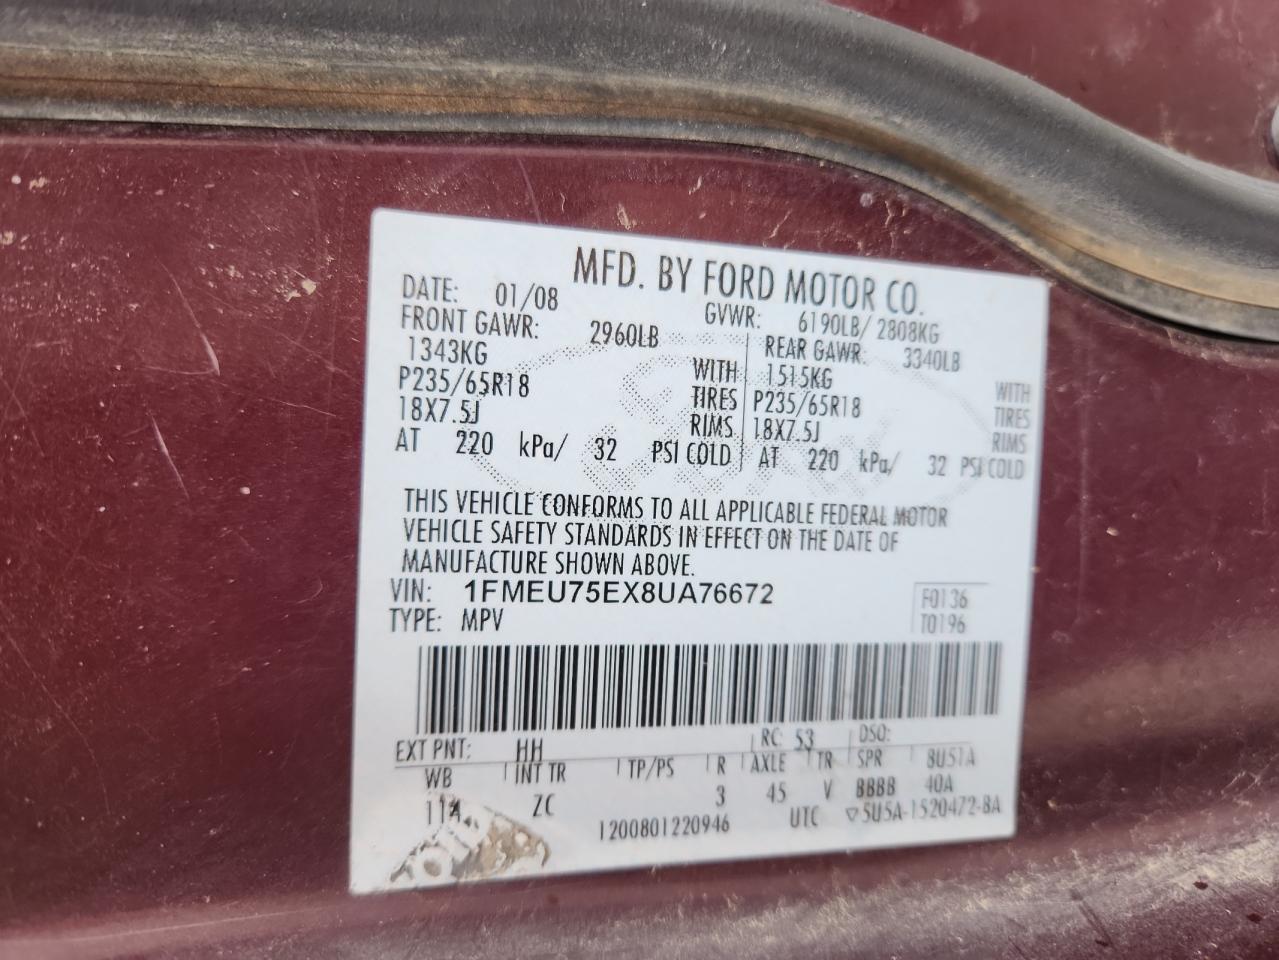 MFD. BY FORD MOTOR CO.
DATE: 01/08 GVWR: 6190LB/ 2808KG
FRONT GAWR: 2960LB REAR GAWR: 3340LB
1343KG WITH 1515KG WITH
P235/65R18 TIRES P235/65R18 TIRES
18X7.5J RIMS 18X7.5J RIMS
AT 220 kPa/ 32 PSI COLD AT 220 kPa/ 32 PSI COLD
THIS VEHICLE CONFORMS TO ALL APPLICABLE FEDERAL MOTOR
VEHICLE SAFETY STANDARDS IN EFFECT ON THE DATE OF
MANUFACTURE SHOWN ABOVE.
VIN: 1FMEU75EX8UA76672 F0136
TYPE: MPV T0196
EXT PNT: HH RC: 53 DSO:
WB INT TR TP/PS R AXLE TR SPR 8U51A
114 ZC 3 45 V BBBB 40A
1200801220946 UTC ▽5U5A-1520472-BA